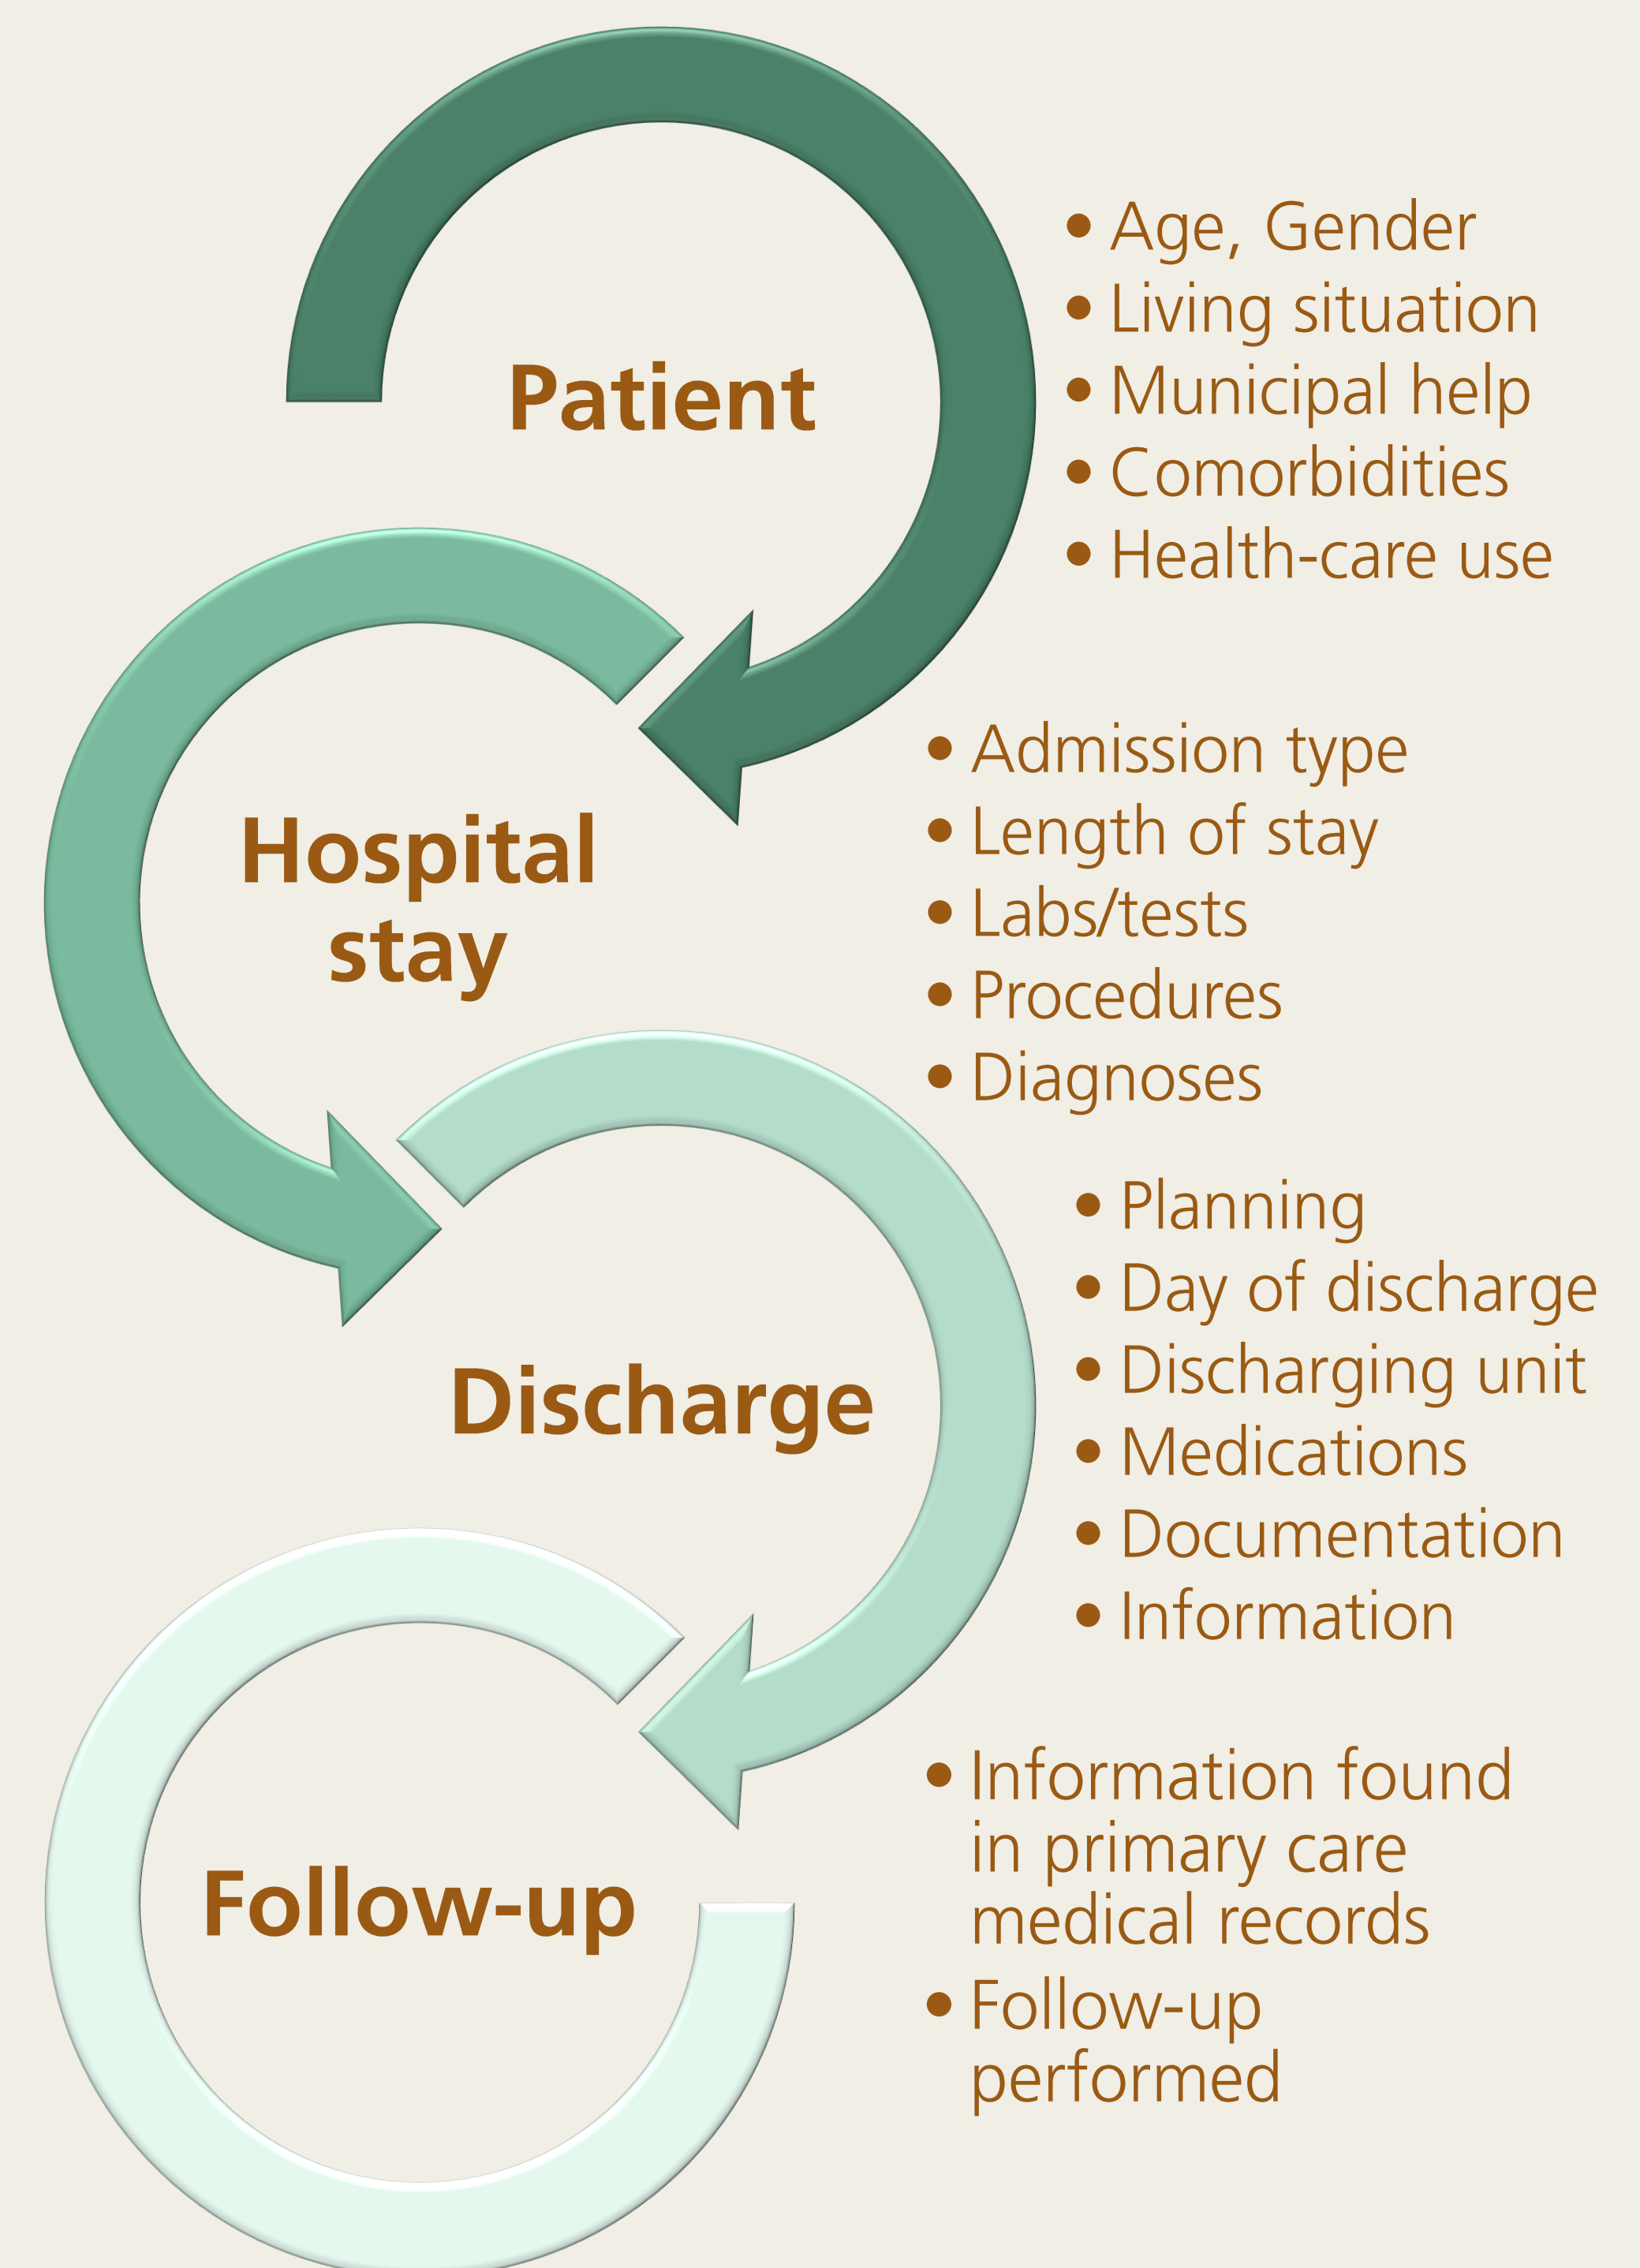 Patient
• Age, Gender
• Living situation
• Municipal help
• Comorbidities
• Health-care use
Hospital
stay
• Admission type
• Length of stay
• Labs/tests
• Procedures
• Diagnoses
Discharge
• Planning
• Day of discharge
• Discharging unit
• Medications
• Documentation
• Information
Follow-up
• Information found
in primary care
medical records
• Follow-up
performed